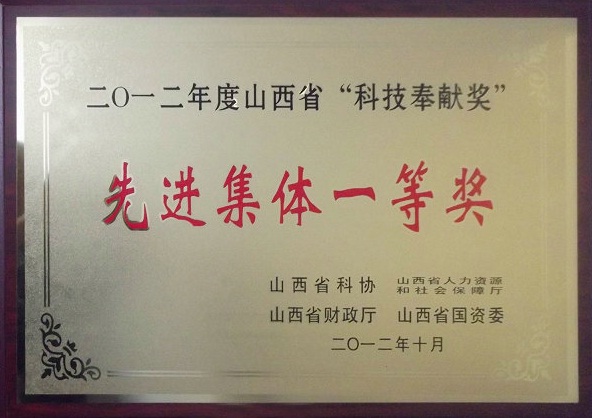 二〇一二年度山西省“科技奉献奖”
先进集体一等奖
山西省科协 山西省人力资源和社会保障厅
山西省财政厅 山西省国资委
二〇一二年十月